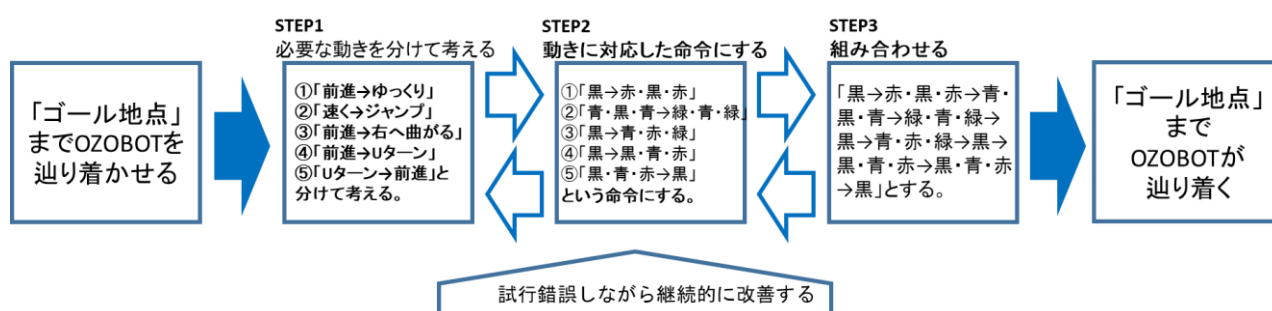 「ゴール地点」
までOZOBOTを
辿り着かせる
STEP1
必要な動きを分けて考える
①「前進→ゆっくり」
②「速く→ジャンプ」
③「前進→右へ曲がる」
④「前進→Uターン」
⑤「Uターン→前進」と
分けて考える。
STEP2
動きに対応した命令にする
①「黒→赤・黒・赤」
②「青・黒・青→緑・青・緑」
③「黒→青・赤・緑」
④「黒→黒・青・赤」
⑤「黒・青・赤→黒」
という命令にする。
STEP3
組み合わせる
「黒→赤・黒・赤→青・
黒・青→緑・青・緑→
黒→青・赤・緑→黒→
黒・青・赤→黒・青・赤
→黒」とする。
「ゴール地点」
まで
OZOBOTが
辿り着く
試行錯誤しながら継続的に改善する